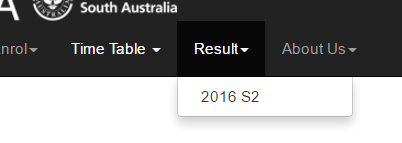 A
South Australia
nrol
Time Table
Result
About Us
2016 S2